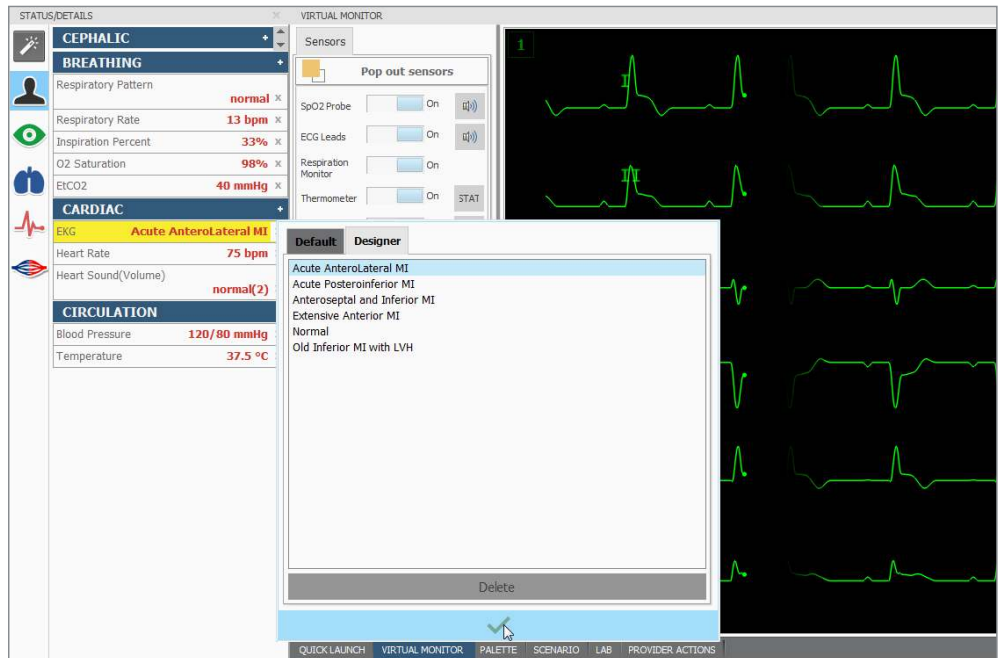 STATUS/DETAILS
CEPHALIC +
BREATHING +
Respiratory Pattern
normal ×
Respiratory Rate 13 bpm ×
Inspiration Percent 33% ×
O2 Saturation 98% ×
EtCO2 40 mmHg ×
CARDIAC +
EKG Acute AnteroLateral MI
Heart Rate 75 bpm
Heart Sound(Volume)
normal(2)
CIRCULATION
Blood Pressure 120/80 mmHg
Temperature 37.5 °C
VIRTUAL MONITOR
Sensors
Pop out sensors
SpO2 Probe On
ECG Leads On
Respiration
Monitor On
Thermometer On STAT
Default Designer
Acute AnteroLateral MI
Acute Posteroinferior MI
Anteroseptal and Inferior MI
Extensive Anterior MI
Normal
Old Inferior MI with LVH
Delete
1
I
II
QUICK LAUNCH VIRTUAL MONITOR PALETTE SCENARIO LAB PROVIDER ACTIONS